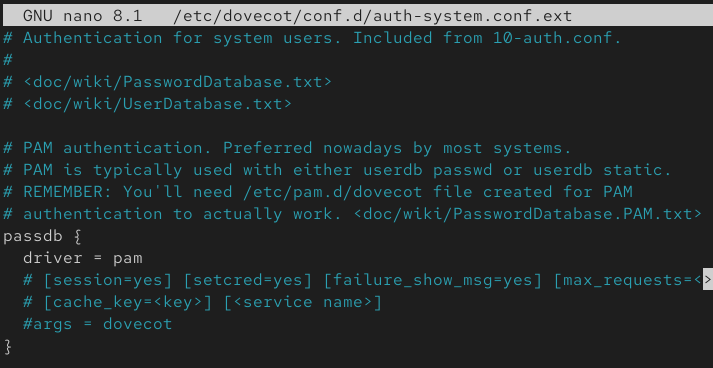 GNU nano 8.1   /etc/dovecot/conf.d/auth-system.conf.ext
# Authentication for system users. Included from 10-auth.conf.
#
# <doc/wiki/PasswordDatabase.txt>
# <doc/wiki/UserDatabase.txt>

# PAM authentication. Preferred nowadays by most systems.
# PAM is typically used with either userdb passwd or userdb static.
# REMEMBER: You'll need /etc/pam.d/dovecot file created for PAM
# authentication to actually work. <doc/wiki/PasswordDatabase.PAM.txt>
passdb {
  driver = pam
  # [session=yes] [setcred=yes] [failure_show_msg=yes] [max_requests=<>
  # [cache_key=<key>] [<service name>]
  #args = dovecot
}